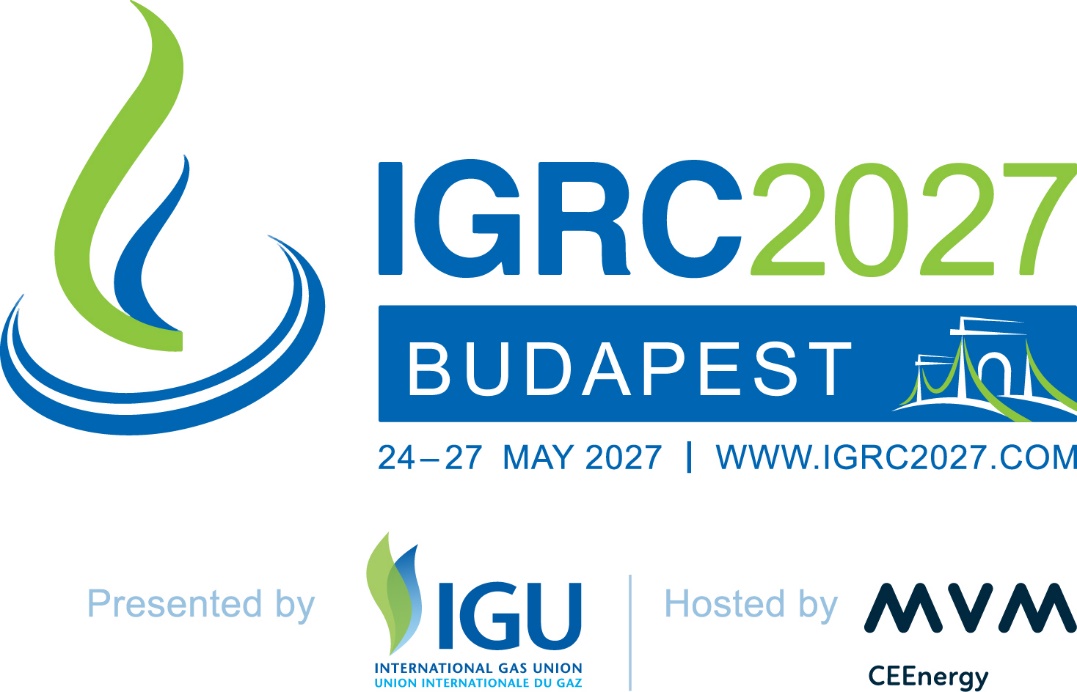 IGRC2027
BUDAPEST
24–27 MAY 2027 | WWW.IGRC2027.COM
Presented by
IGU
INTERNATIONAL GAS UNION
UNION INTERNATIONALE DU GAZ
Hosted by
MVM
CEEnergy